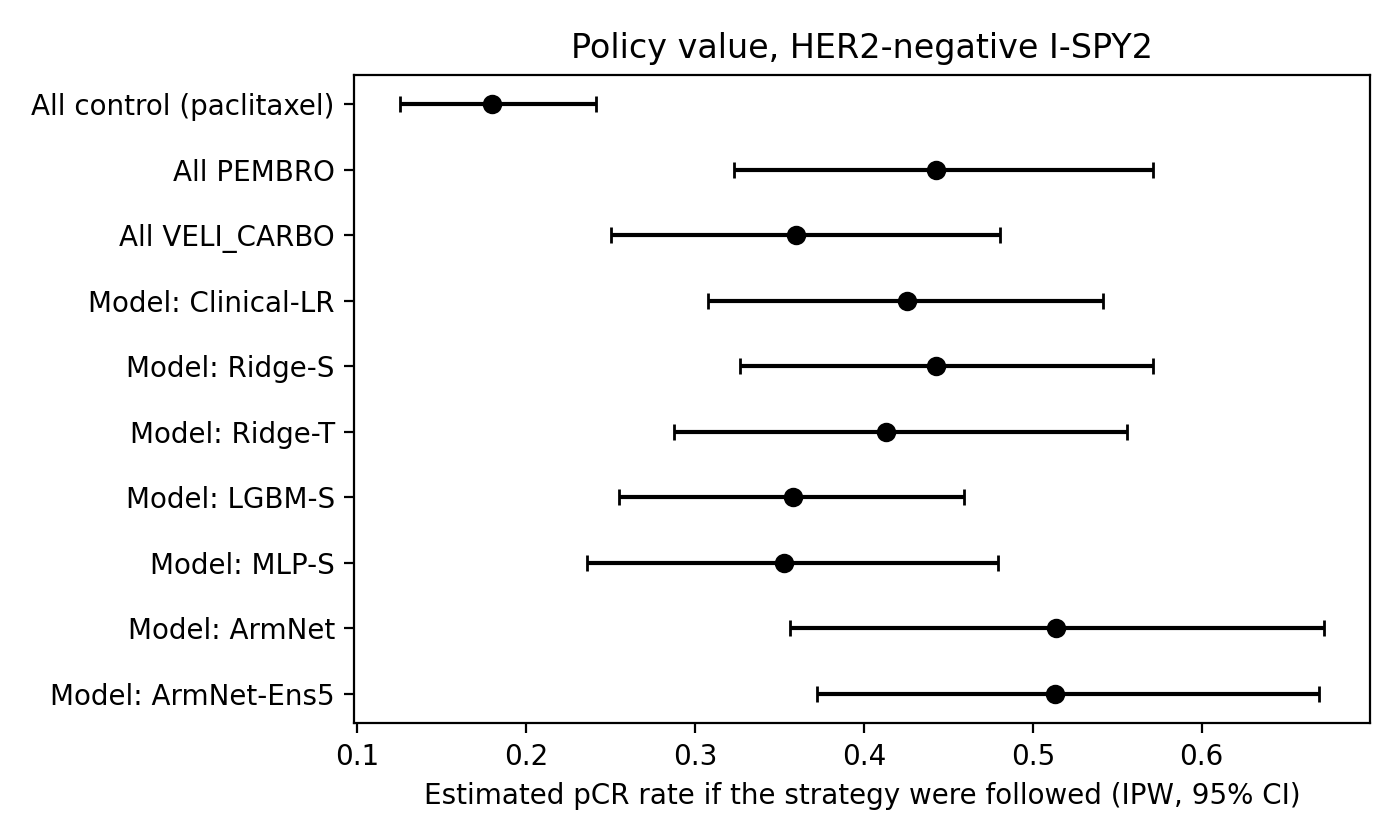 Policy value, HER2-negative I-SPY2
All control (paclitaxel)
All PEMBRO
All VELI_CARBO
Model: Clinical-LR
Model: Ridge-S
Model: Ridge-T
Model: LGBM-S
Model: MLP-S
Model: ArmNet
Model: ArmNet-Ens5
0.1 0.2 0.3 0.4 0.5 0.6
Estimated pCR rate if the strategy were followed (IPW, 95% CI)